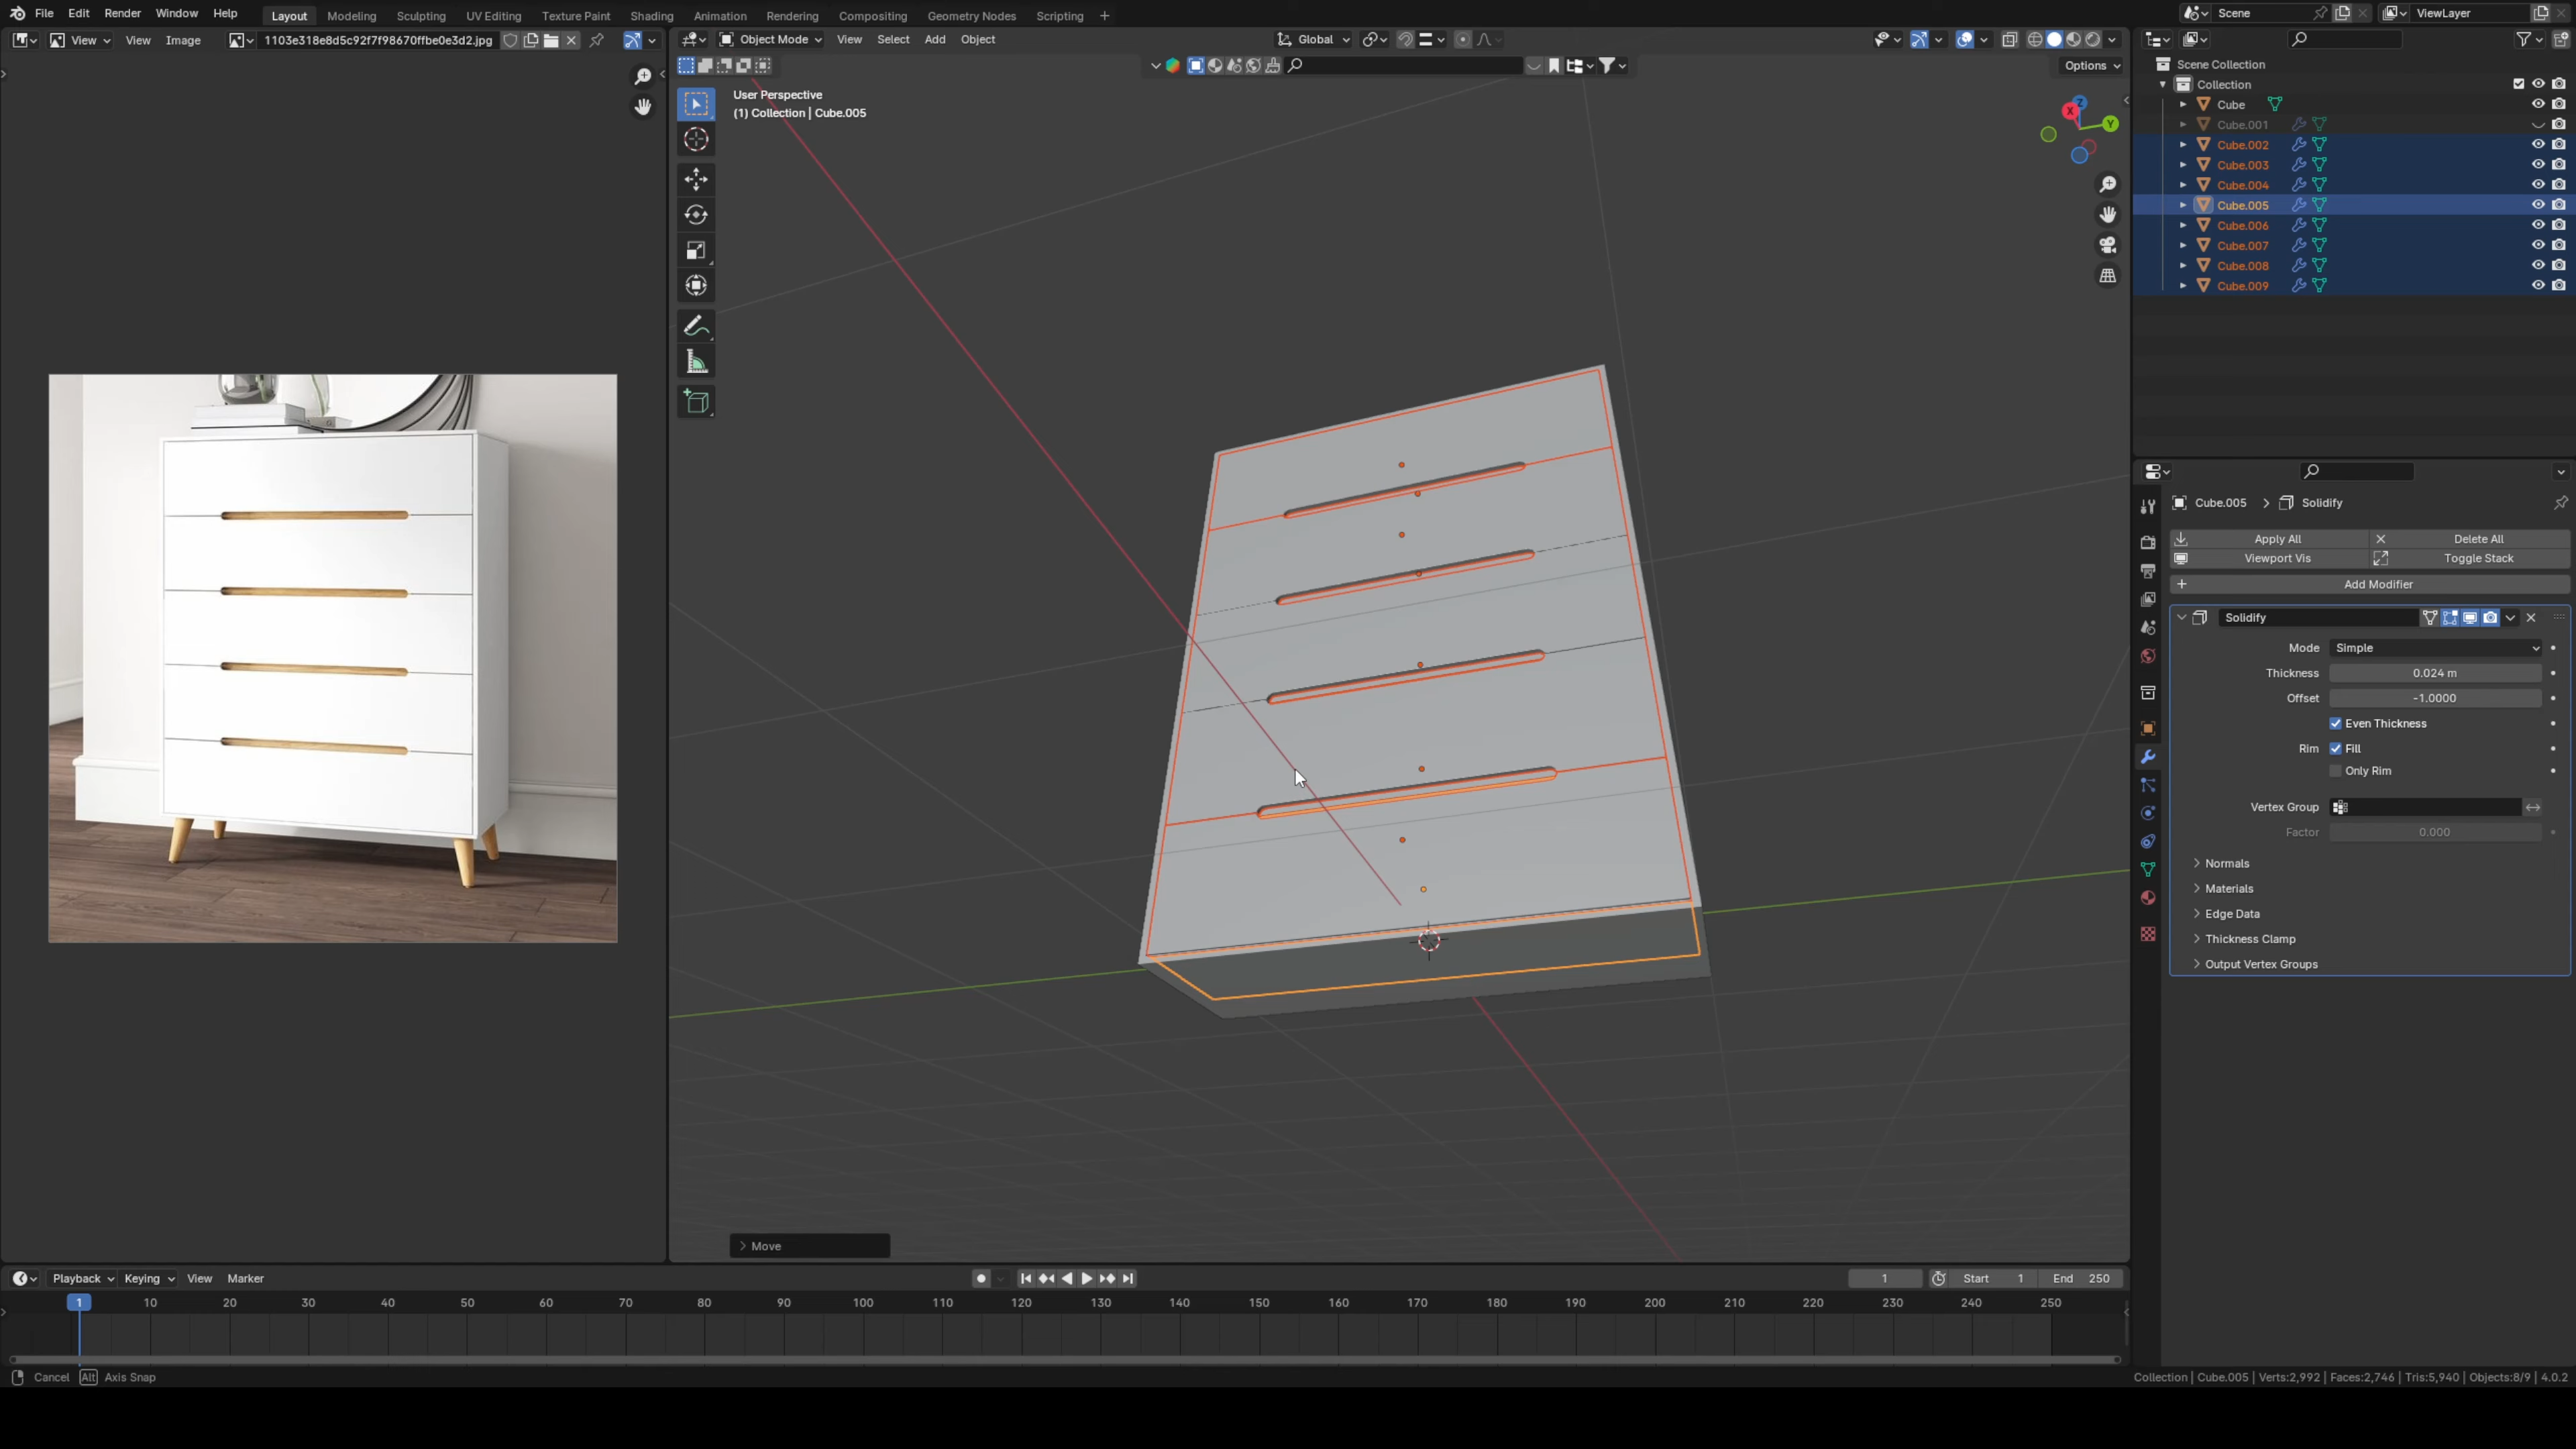 File Edit Render Window Help Layout Modeling Sculpting UV Editing Texture Paint Shading Animation Rendering Compositing Geometry Nodes Scripting + Scene ViewLayer
View View Image 1103e318e8d5c92f7f98670ffbe0e3d2.jpg Object Mode View Select Add Object Global
Options
User Perspective
(1) Collection | Cube.005
X Y Z
Scene Collection
Collection
Cube
Cube.001
Cube.002
Cube.003
Cube.004
Cube.005
Cube.006
Cube.007
Cube.008
Cube.009
Cube.005 > Solidify
Apply All Delete All
Viewport Vis Toggle Stack
Add Modifier
Solidify
Mode Simple
Thickness 0.024 m
Offset -1.0000
Even Thickness
Rim Fill
Only Rim
Vertex Group
Factor 0.000
Normals
Materials
Edge Data
Thickness Clamp
Output Vertex Groups
Move
Playback Keying View Marker 1 Start 1 End 250
1 10 20 30 40 50 60 70 80 90 100 110 120 130 140 150 160 170 180 190 200 210 220 230 240 250
Cancel Alt Axis Snap Collection | Cube.005 | Verts:2,992 | Faces:2,746 | Tris:5,940 | Objects:8/9 | 4.0.2